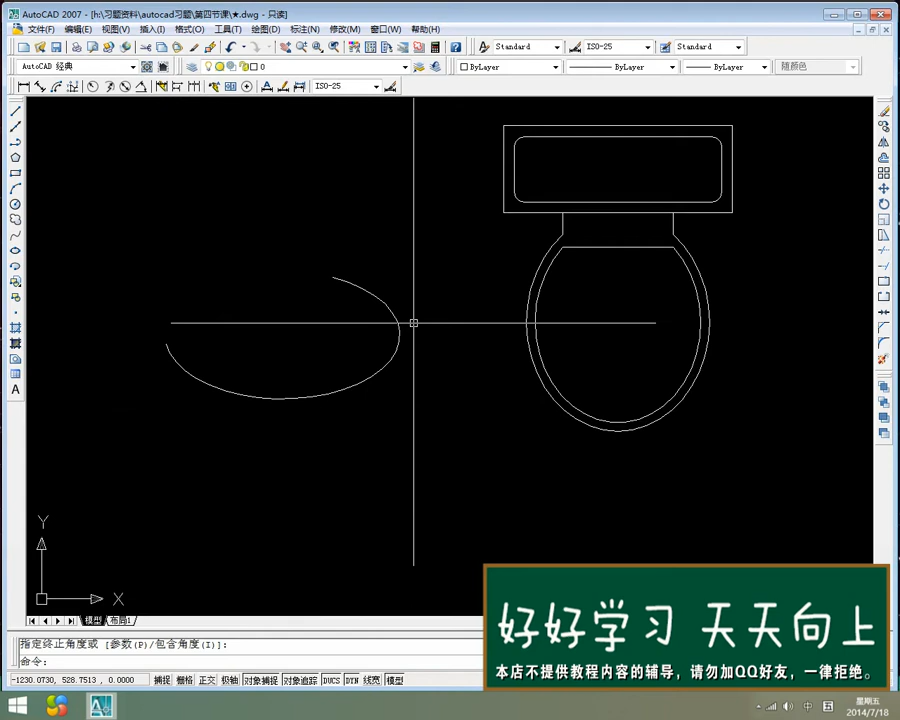 AutoCAD 2007 - [h:\习题资料\autocad习题\第四节课\★.dwg - 只读]
文件(F) 编辑(E) 视图(V) 插入(I) 格式(O) 工具(T) 绘图(D) 标注(N) 修改(M) 窗口(W) 帮助(H)
Standard ISO-25 Standard
AutoCAD 经典 0 ByLayer ByLayer ByLayer 随颜色
ISO-25
A
Y
X
模型 布局1
指定终止角度或 [参数(P)/包含角度(I)]:
命令:
-1230.0730, 528.7513, 0.0000 捕捉 栅格 正交 极轴 对象捕捉 对象追踪 DUCS DYN 线宽 模型
好好学习 天天向上
本店不提供教程内容的辅导，请勿加QQ好友，一律拒绝。
中 五
星期五
2014/7/18